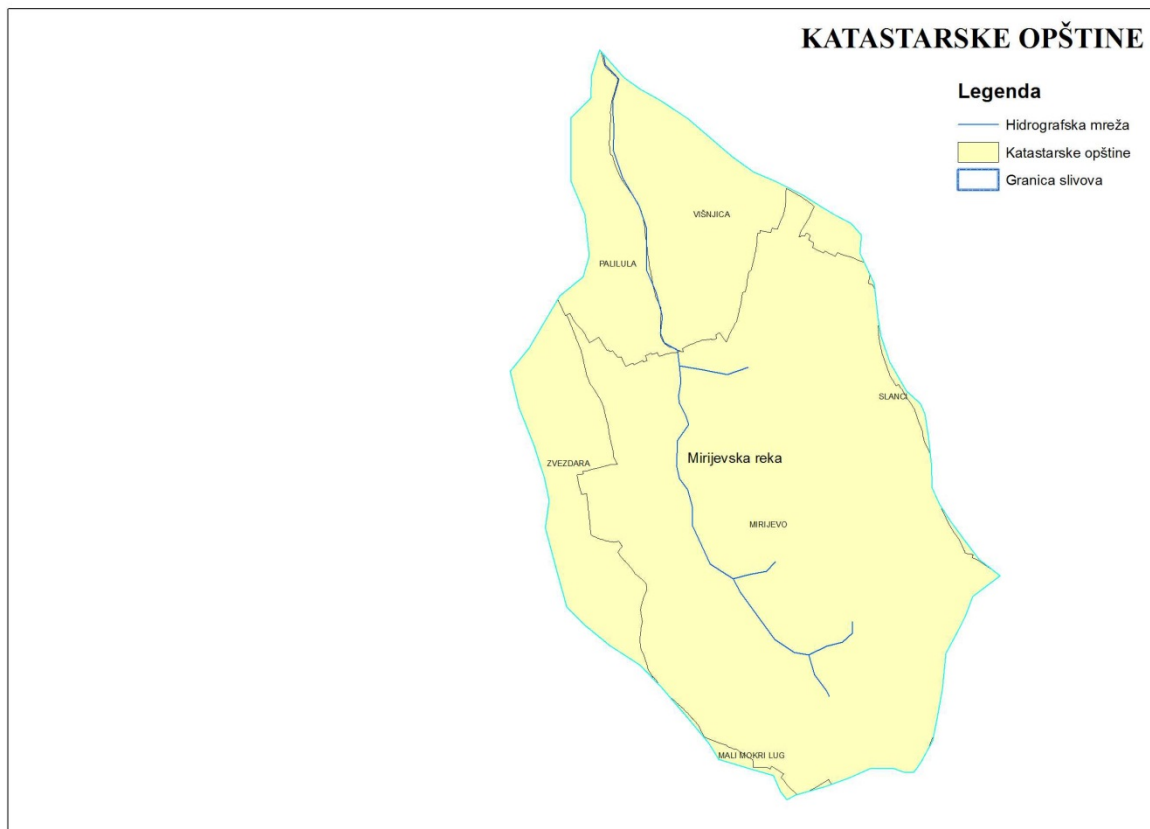 KATASTARSKE OPŠTINE
Legenda
Hidrografska mreža
Katastarske opštine
Granica slivova
VIŠNJICA
PALILULA
SLANCI
Mirijevska reka
ZVEZDARA
MIRIJEVO
MALI MOKRI LUG